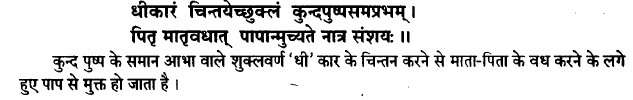 धीकारं चिन्तयेच्छुक्लं कुन्दपुष्पसमप्रभम् ।
पितृ मातृवधात् पापान्मुच्यते नात्र संशयः ।।
कुन्द पुष्प के समान आभा वाले शुक्लवर्ण 'धी' कार के चिन्तन करने से माता-पिता के वध करने के लगे
हुए पाप से मुक्त हो जाता है ।